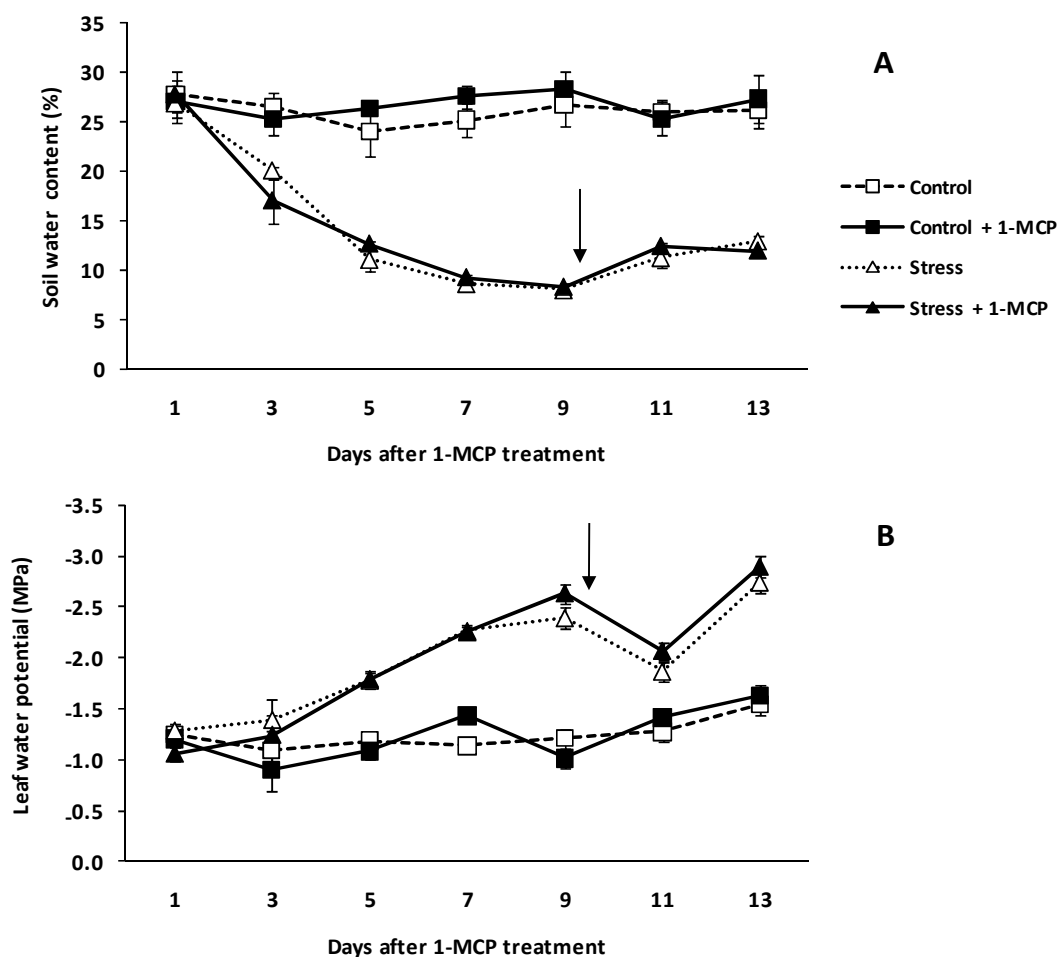 35
30
25
20
15
10
5
0
Soil water content (%)
A
1 3 5 7 9 11 13
Days after 1-MCP treatment
Control
Control + 1-MCP
Stress
Stress + 1-MCP
-3.5
-3.0
-2.5
-2.0
-1.5
-1.0
-0.5
0.0
Leaf water potential (MPa)
B
1 3 5 7 9 11 13
Days after 1-MCP treatment